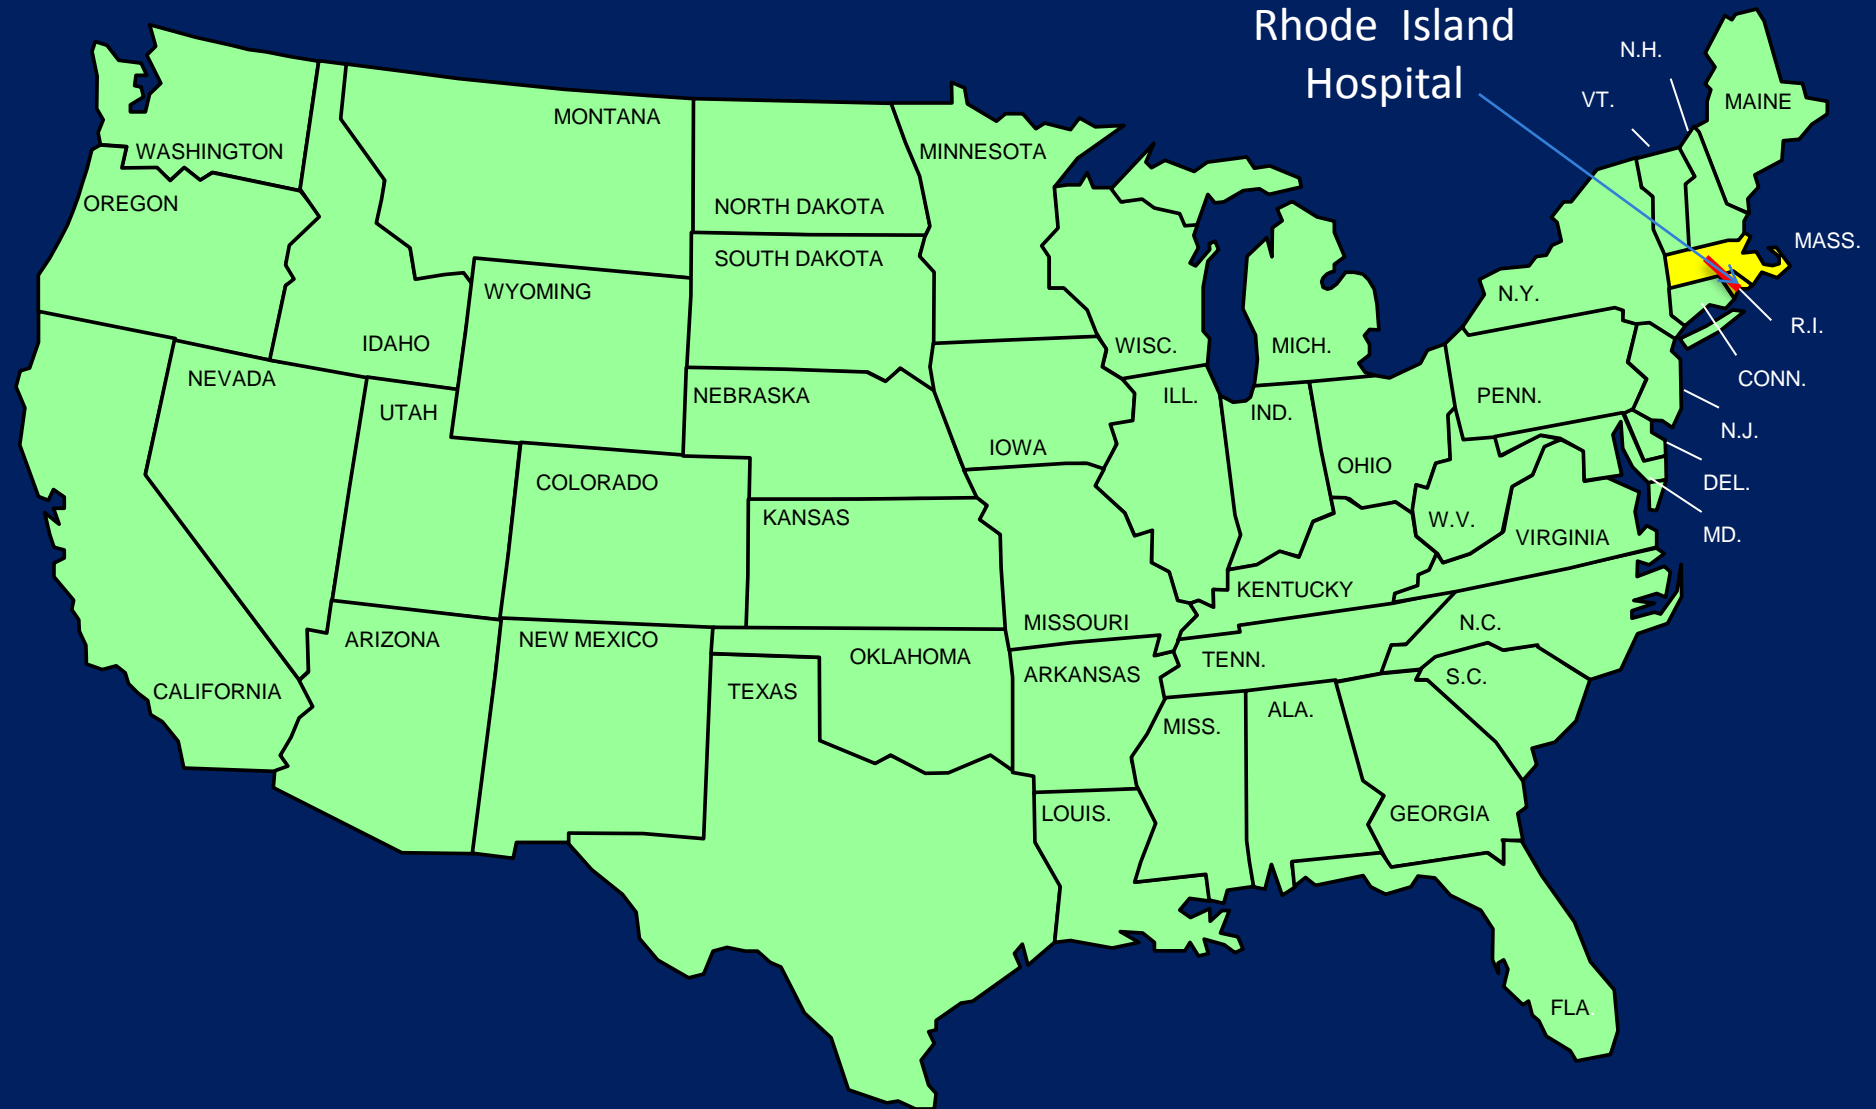 Rhode Island
Hospital
N.H.
VT.
MAINE
MONTANA
WASHINGTON
MINNESOTA
OREGON
NORTH DAKOTA
MASS.
SOUTH DAKOTA
WYOMING
N.Y.
R.I.
IDAHO
WISC.
MICH.
NEVADA
CONN.
NEBRASKA
ILL.
PENN.
UTAH
IND.
N.J.
IOWA
OHIO
COLORADO
DEL.
KANSAS
W.V.
MD.
VIRGINIA
KENTUCKY
MISSOURI
N.C.
ARIZONA
NEW MEXICO
OKLAHOMA
TENN.
ARKANSAS
S.C.
CALIFORNIA
TEXAS
ALA.
MISS.
LOUIS.
GEORGIA
FLA